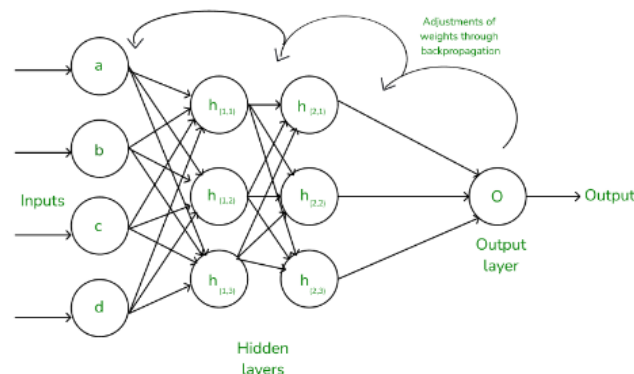 Adjustments of
weights through
backpropagation
a
b
c
d
Inputs
h(1,1)
h(1,2)
h(1,3)
h(2,1)
h(2,2)
h(2,3)
O
Output
Output
layer
Hidden
layers